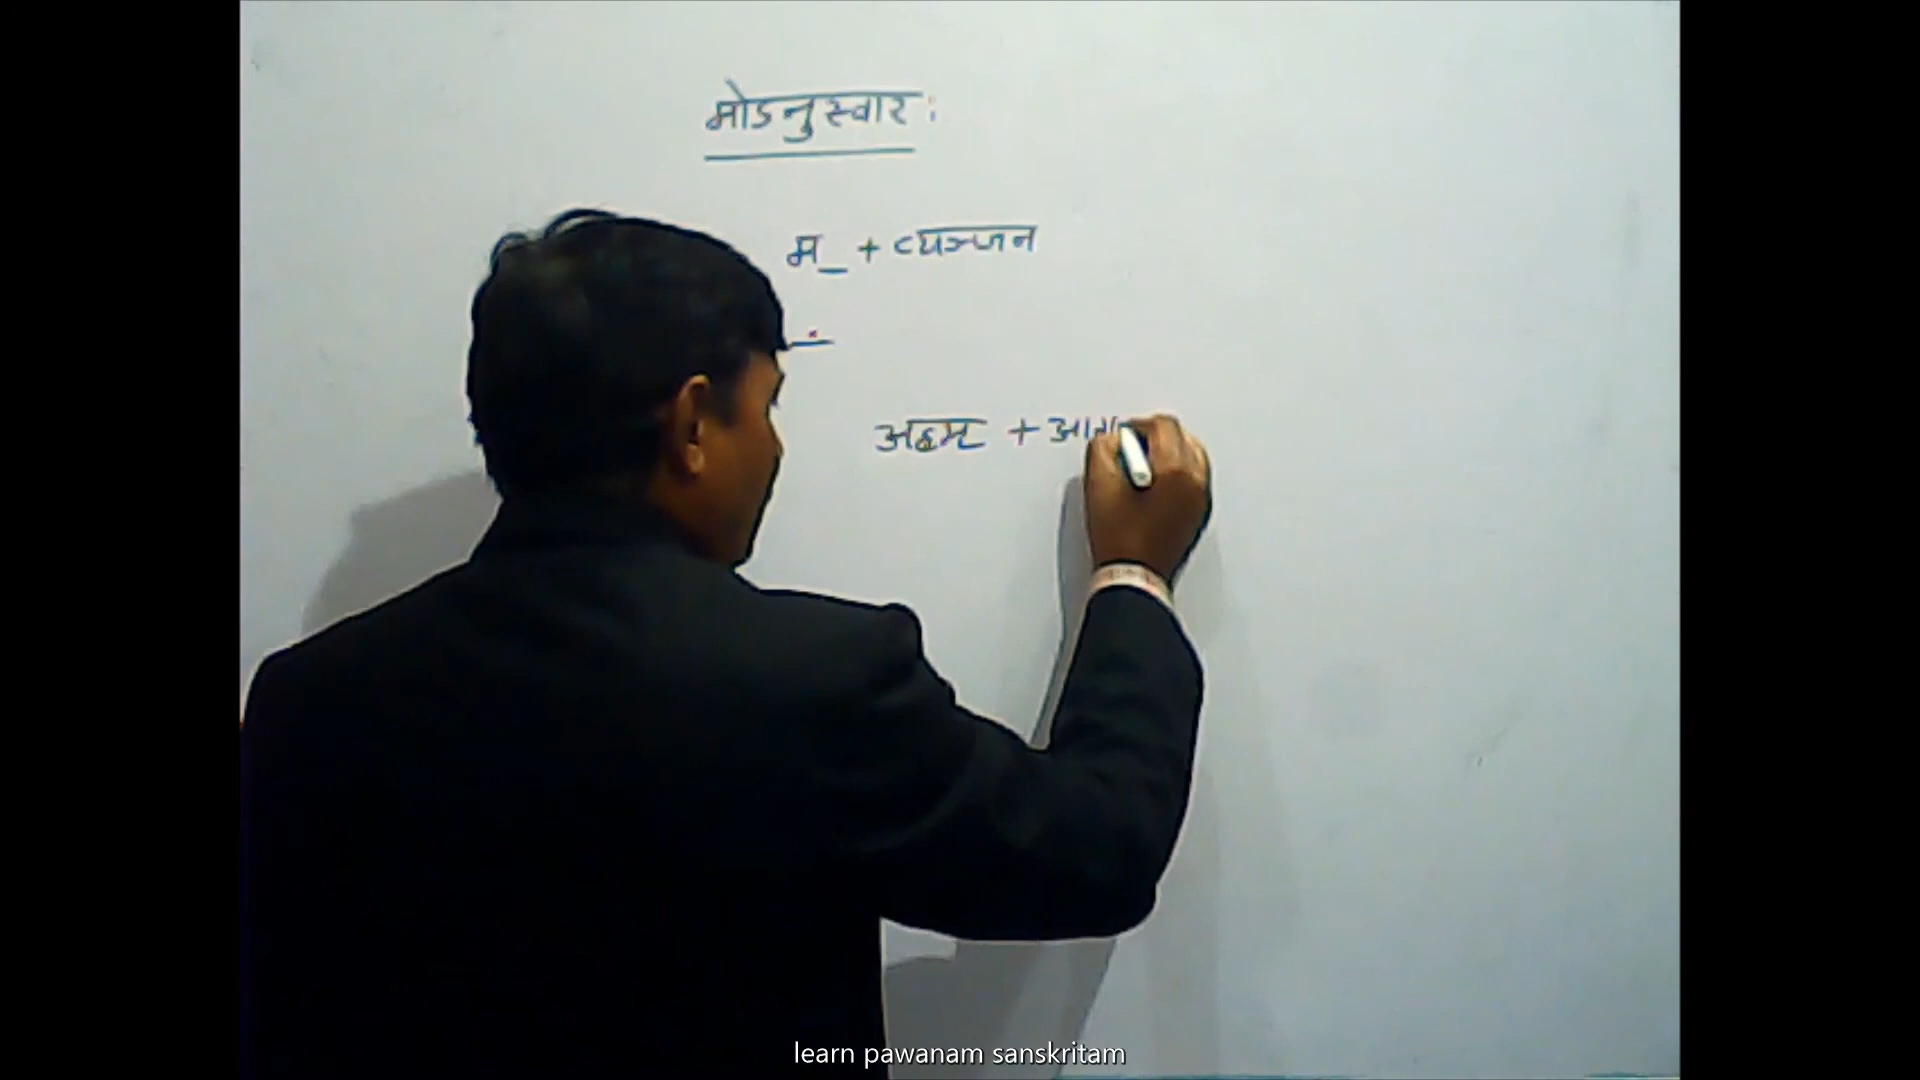 मोऽनुस्वार:
म् + व्यञ्जन
अहम् +
learn pawanam sanskritam